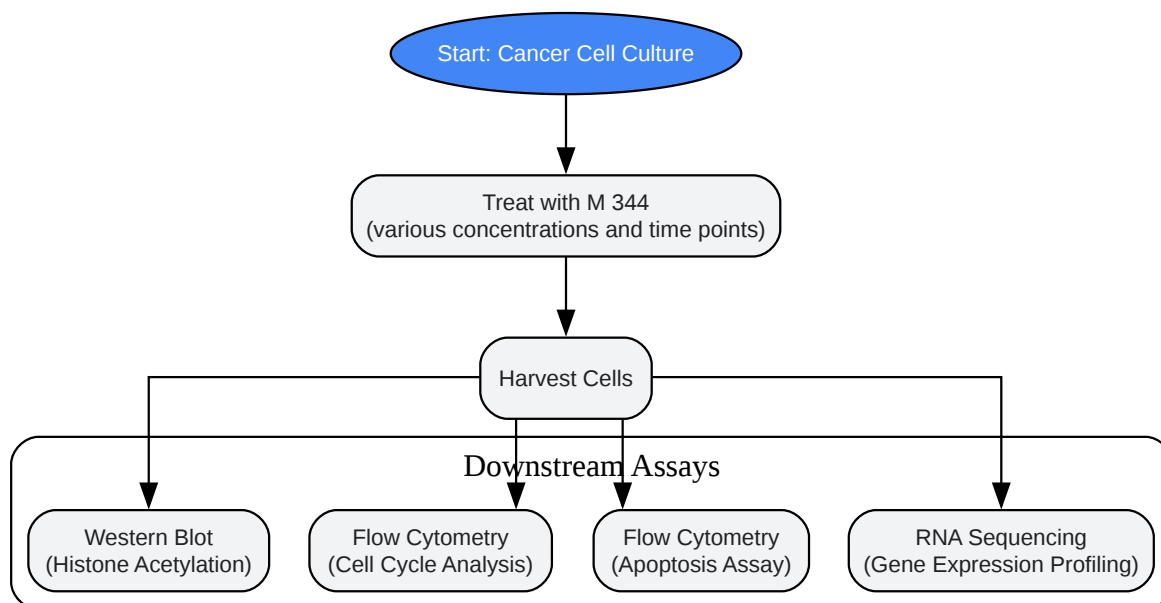 Start: Cancer Cell Culture
Treat with M 344
(various concentrations and time points)
Harvest Cells
Downstream Assays
Western Blot
(Histone Acetylation)
Flow Cytometry
(Cell Cycle Analysis)
Flow Cytometry
(Apoptosis Assay)
RNA Sequencing
(Gene Expression Profiling)